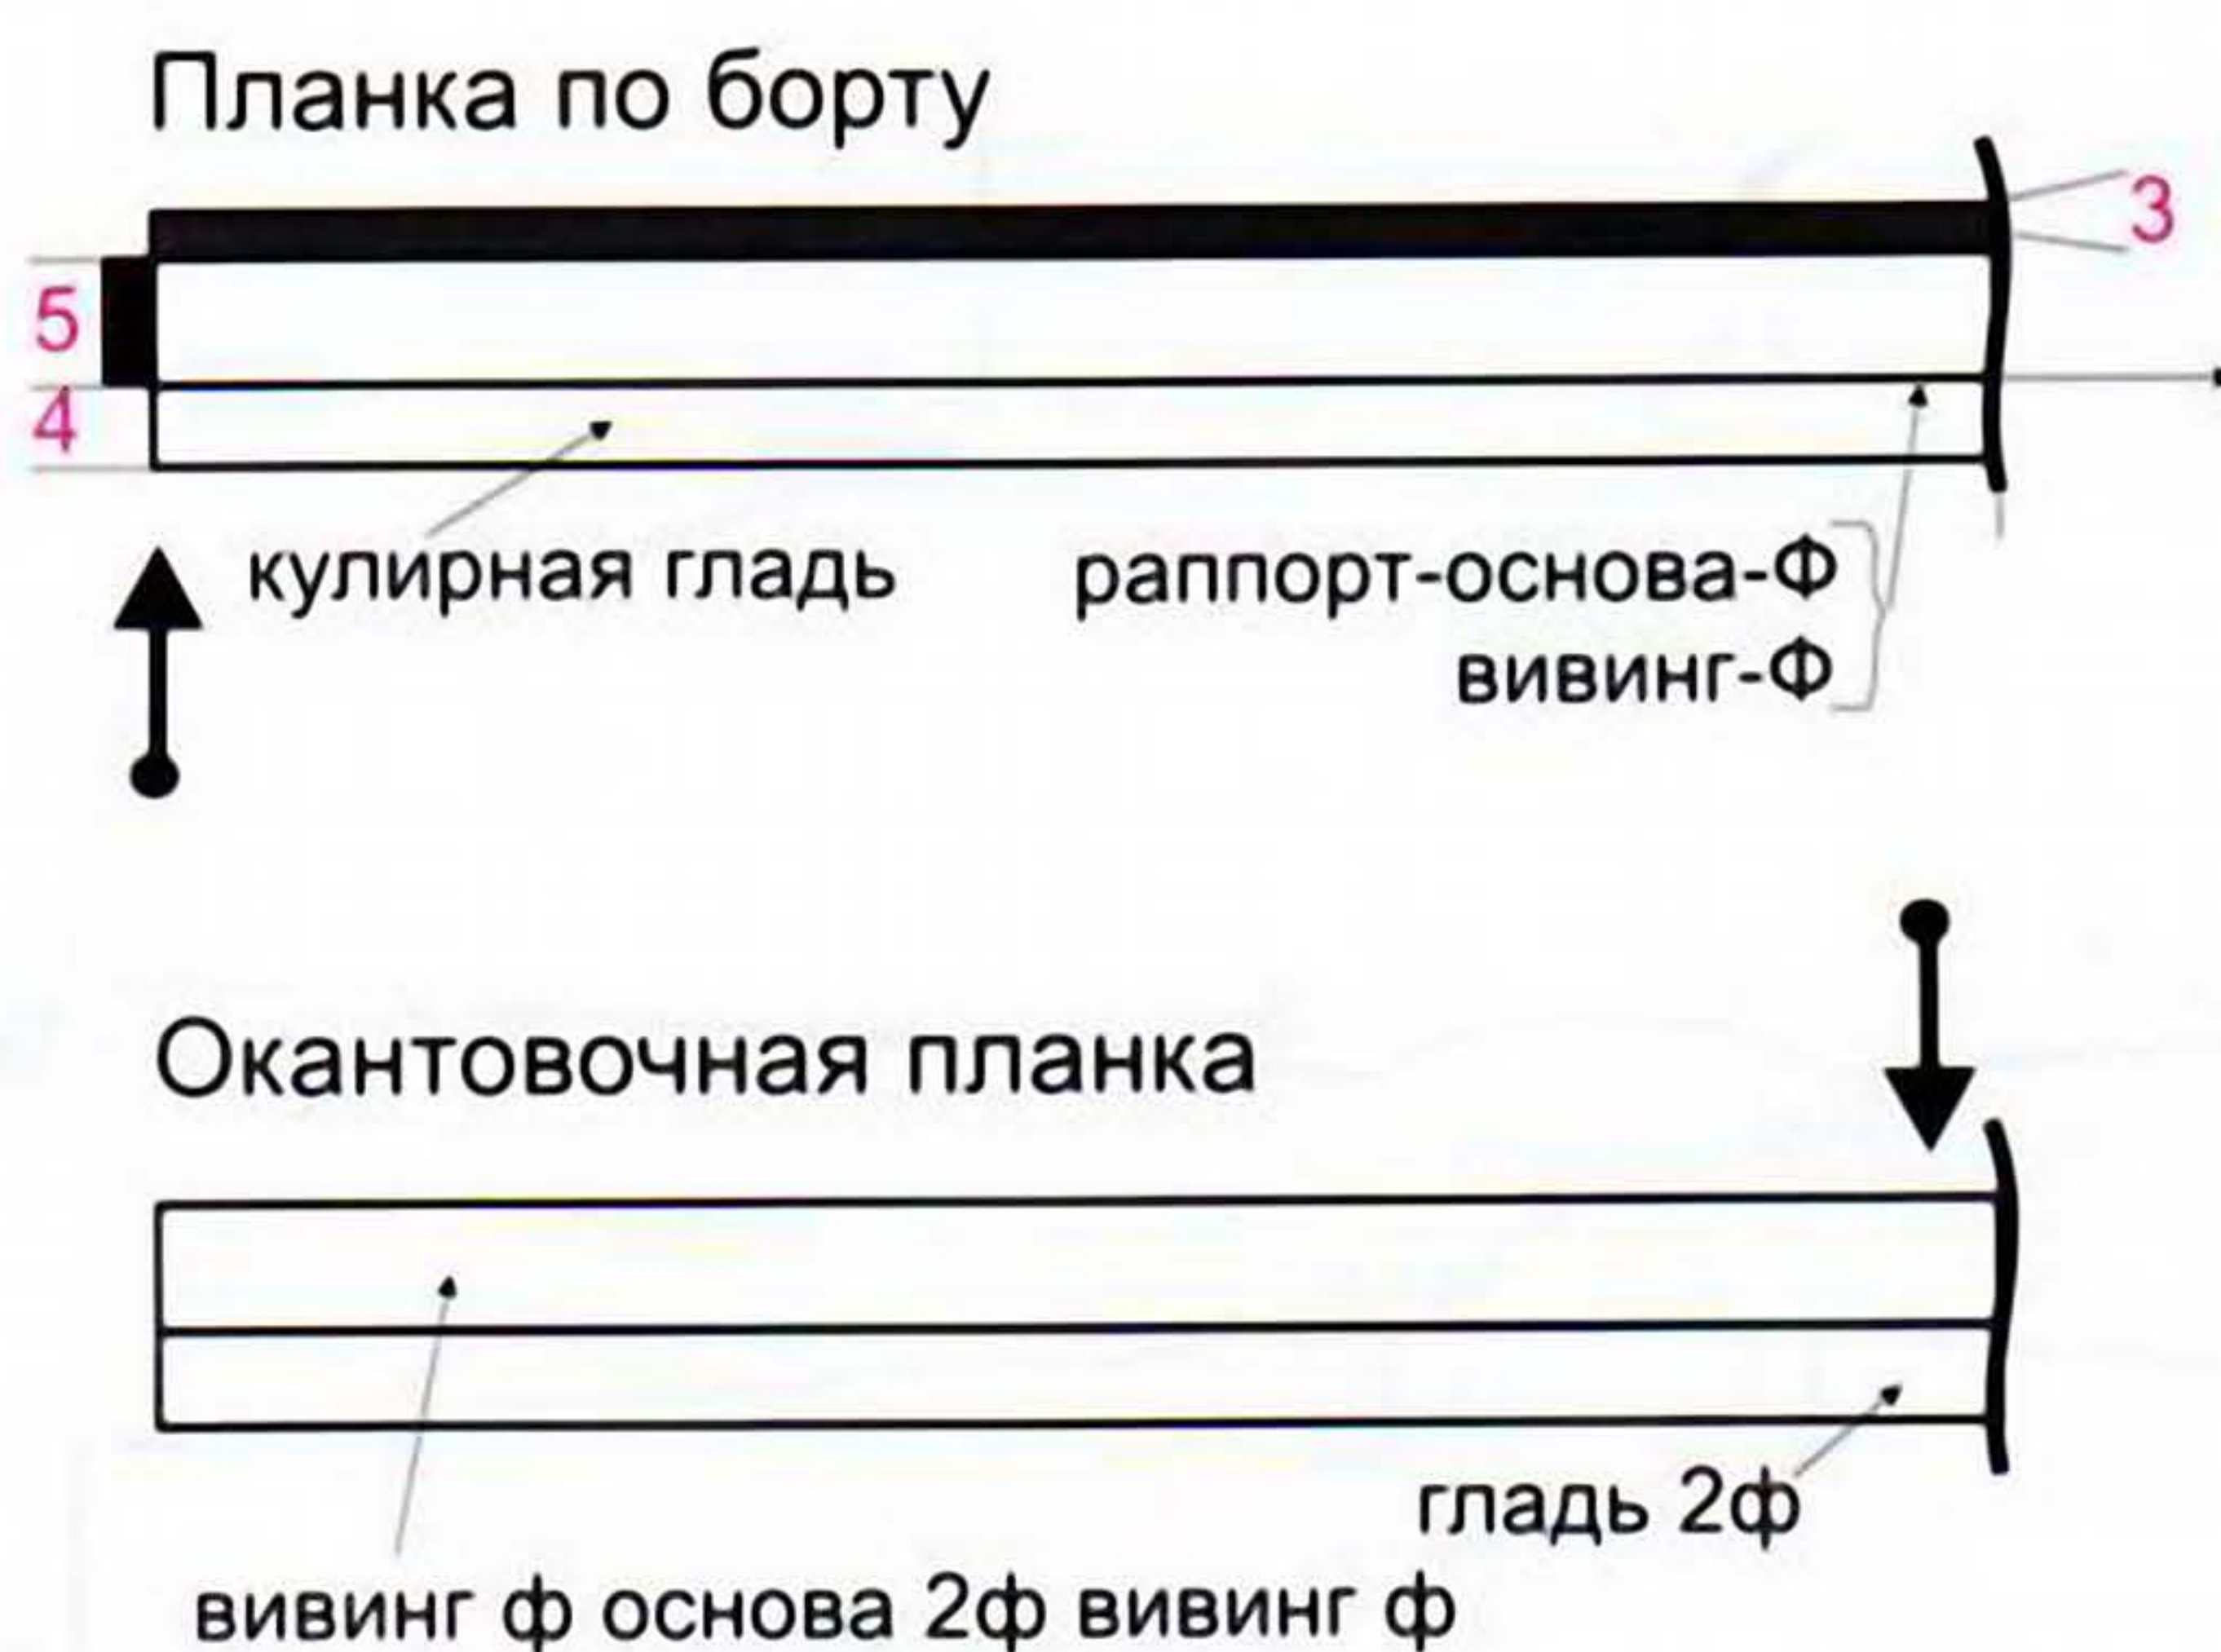 Планка по борту
3
5
4
кулирная гладь
раппорт-основа-Ф
вивинг-Ф
Окантовочная планка
гладь 2ф
вивинг ф основа 2ф вивинг ф